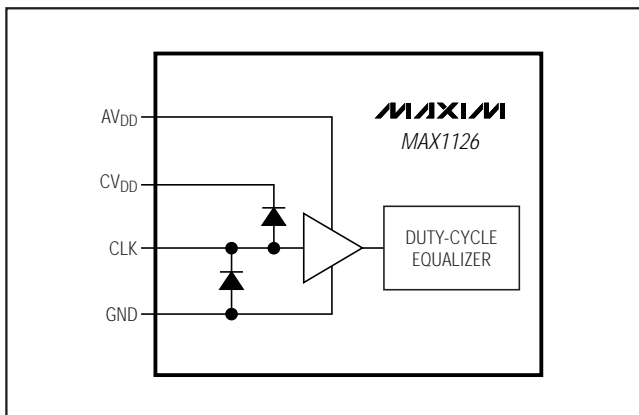 AVDD
MAXIM
MAX1126
CVDD
CLK
DUTY-CYCLE
EQUALIZER
GND